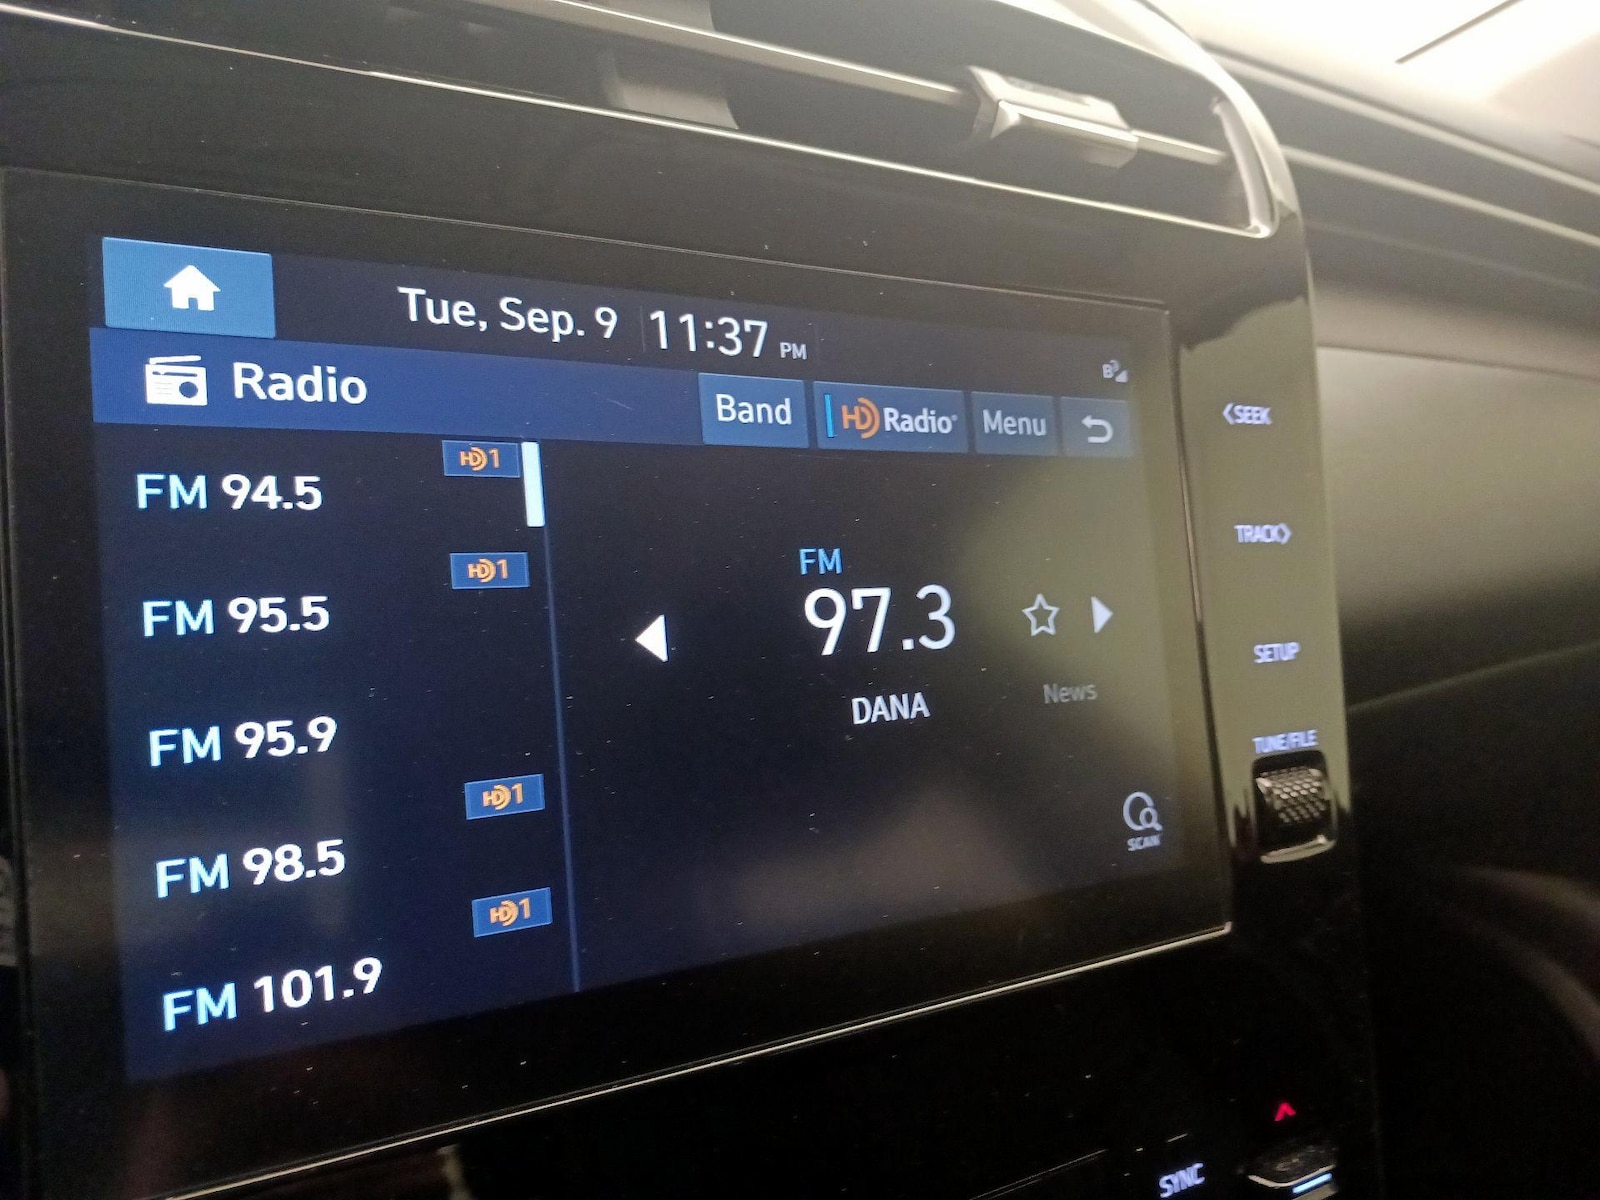 Tue, Sep. 9 11:37 PM
B
Radio
Band HD Radio® Menu
<SEEK
HD1
FM 94.5
HD1
FM 95.5
TRACK>
FM
97.3
DANA
News
FM 95.9
SETUP
TUNE/FILE
HD1
FM 98.5
SCAN
HD1
FM 101.9
SYNC